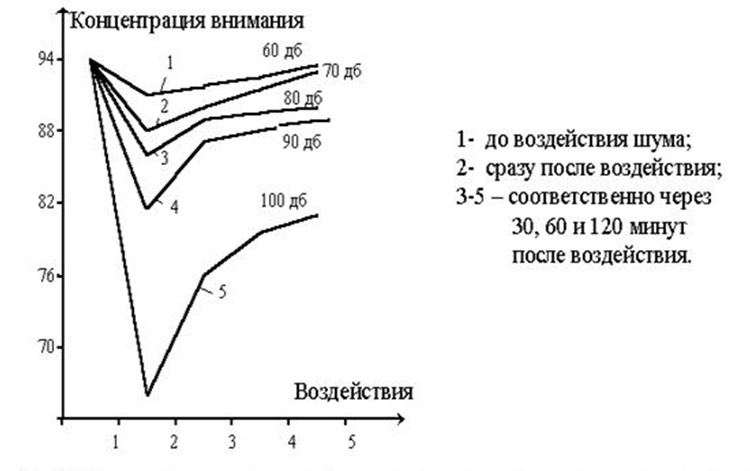 Концентрация внимания
94
88
82
76
70
1
2
3
4
5
60 дб
70 дб
80 дб
90 дб
100 дб
Воздействия
1 2 3 4 5
1- до воздействия шума;
2- сразу после воздействия;
3-5 – соответственно через
30, 60 и 120 минут
после воздействия.